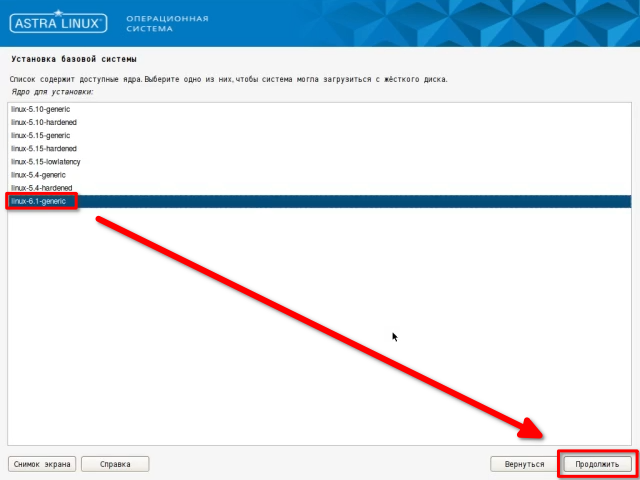 ASTRA LINUX
ОПЕРАЦИОННАЯ
СИСТЕМА
Установка базовой системы
Список содержит доступные ядра. Выберите одно из них, чтобы система могла загрузиться с жёсткого диска.
Ядро для установки:
linux-5.10-generic
linux-5.10-hardened
linux-5.15-generic
linux-5.15-hardened
linux-5.15-lowlatency
linux-5.4-generic
linux-5.4-hardened
linux-6.1-generic
Снимок экрана
Справка
Вернуться
Продолжить